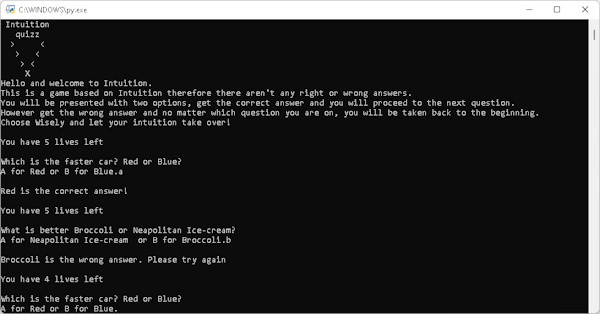 C:\WINDOWS\py.exe
Intuition
quizz
>     <
>   <
> <
X
Hello and welcome to Intuition.
This is a game based on Intuition therefore there aren't any right or wrong answers.
You will be presented with two options, get the correct answer and you will proceed to the next question.
However get the wrong answer and no matter which question you are on, you will be taken back to the beginning.
Choose Wisely and let your intuition take over!
You have 5 lives left
Which is the faster car? Red or Blue?
A for Red or B for Blue.a
Red is the correct answer!
You have 5 lives left
What is better Broccoli or Neapolitan Ice-cream?
A for Neapolitan Ice-cream  or B for Broccoli.b
Broccoli is the wrong answer. Please try again
You have 4 lives left
Which is the faster car? Red or Blue?
A for Red or B for Blue.